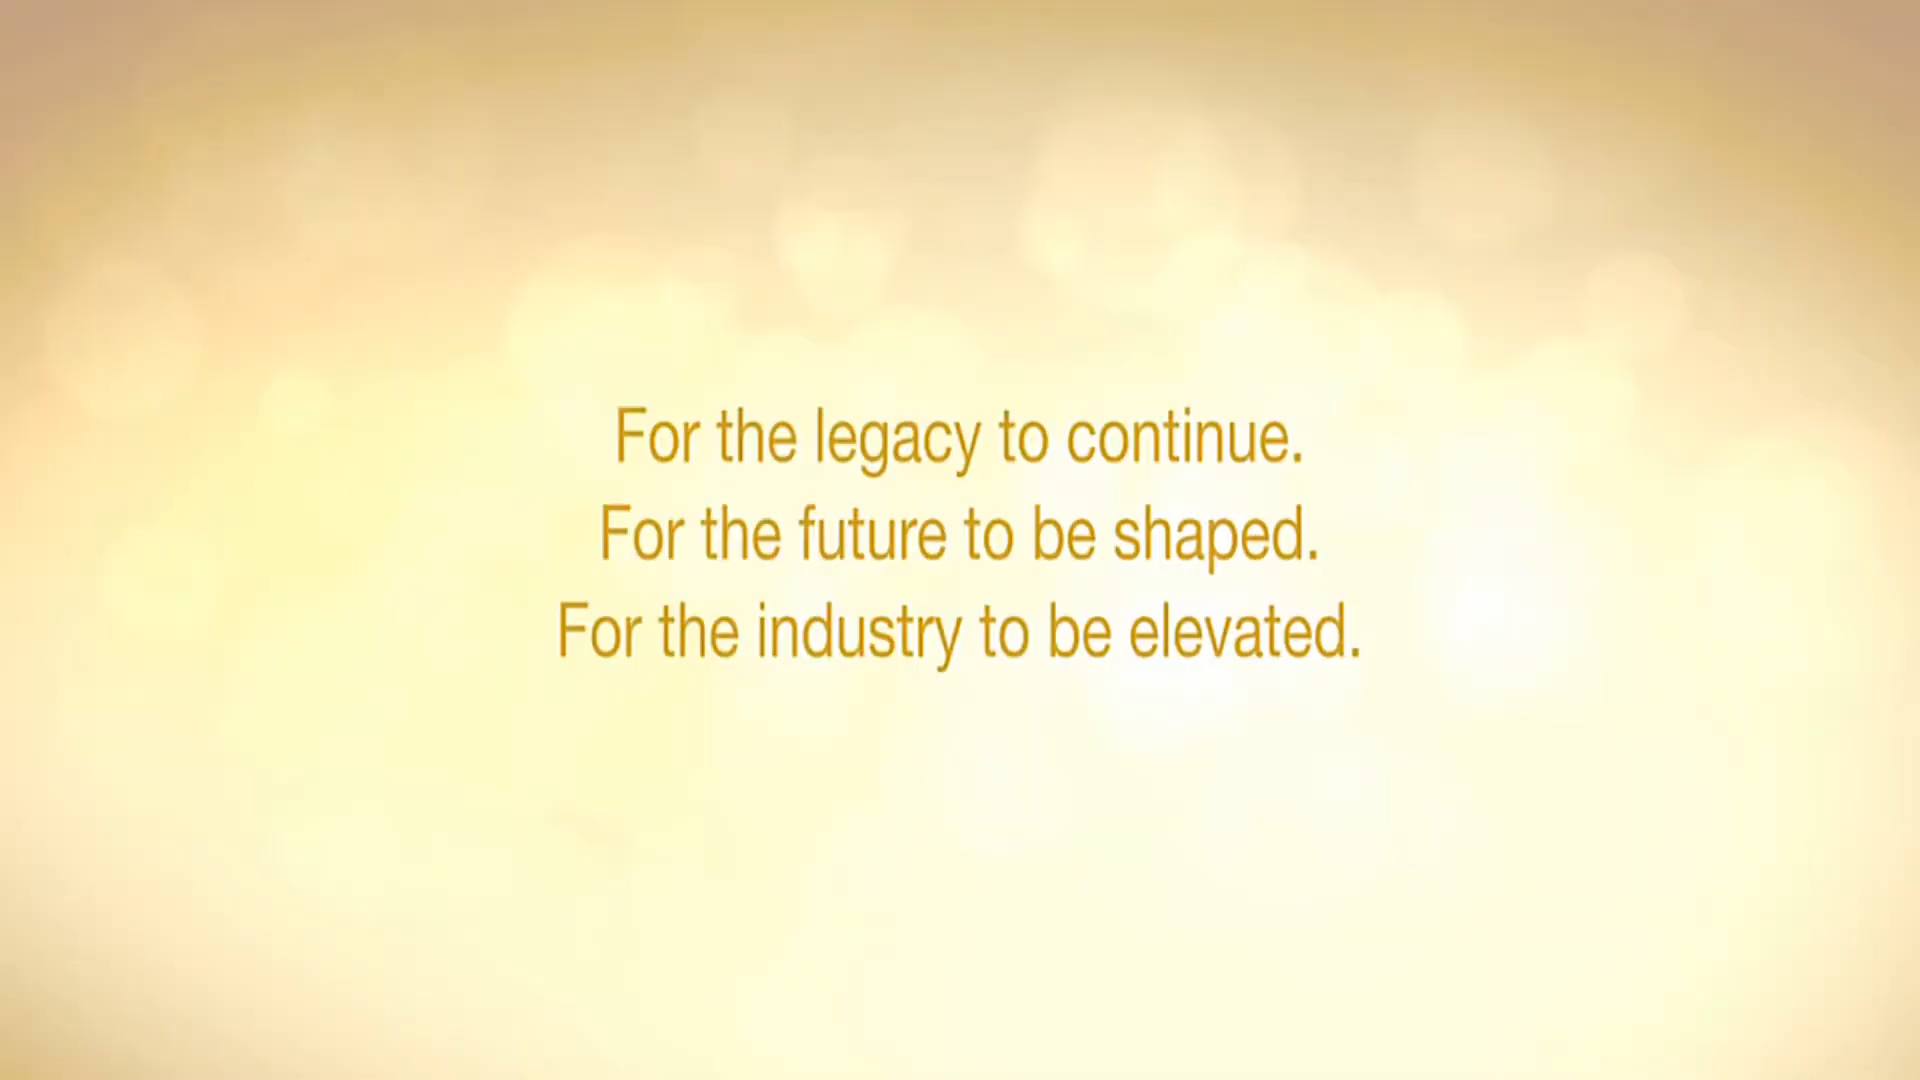 For the legacy to continue.
For the future to be shaped.
For the industry to be elevated.